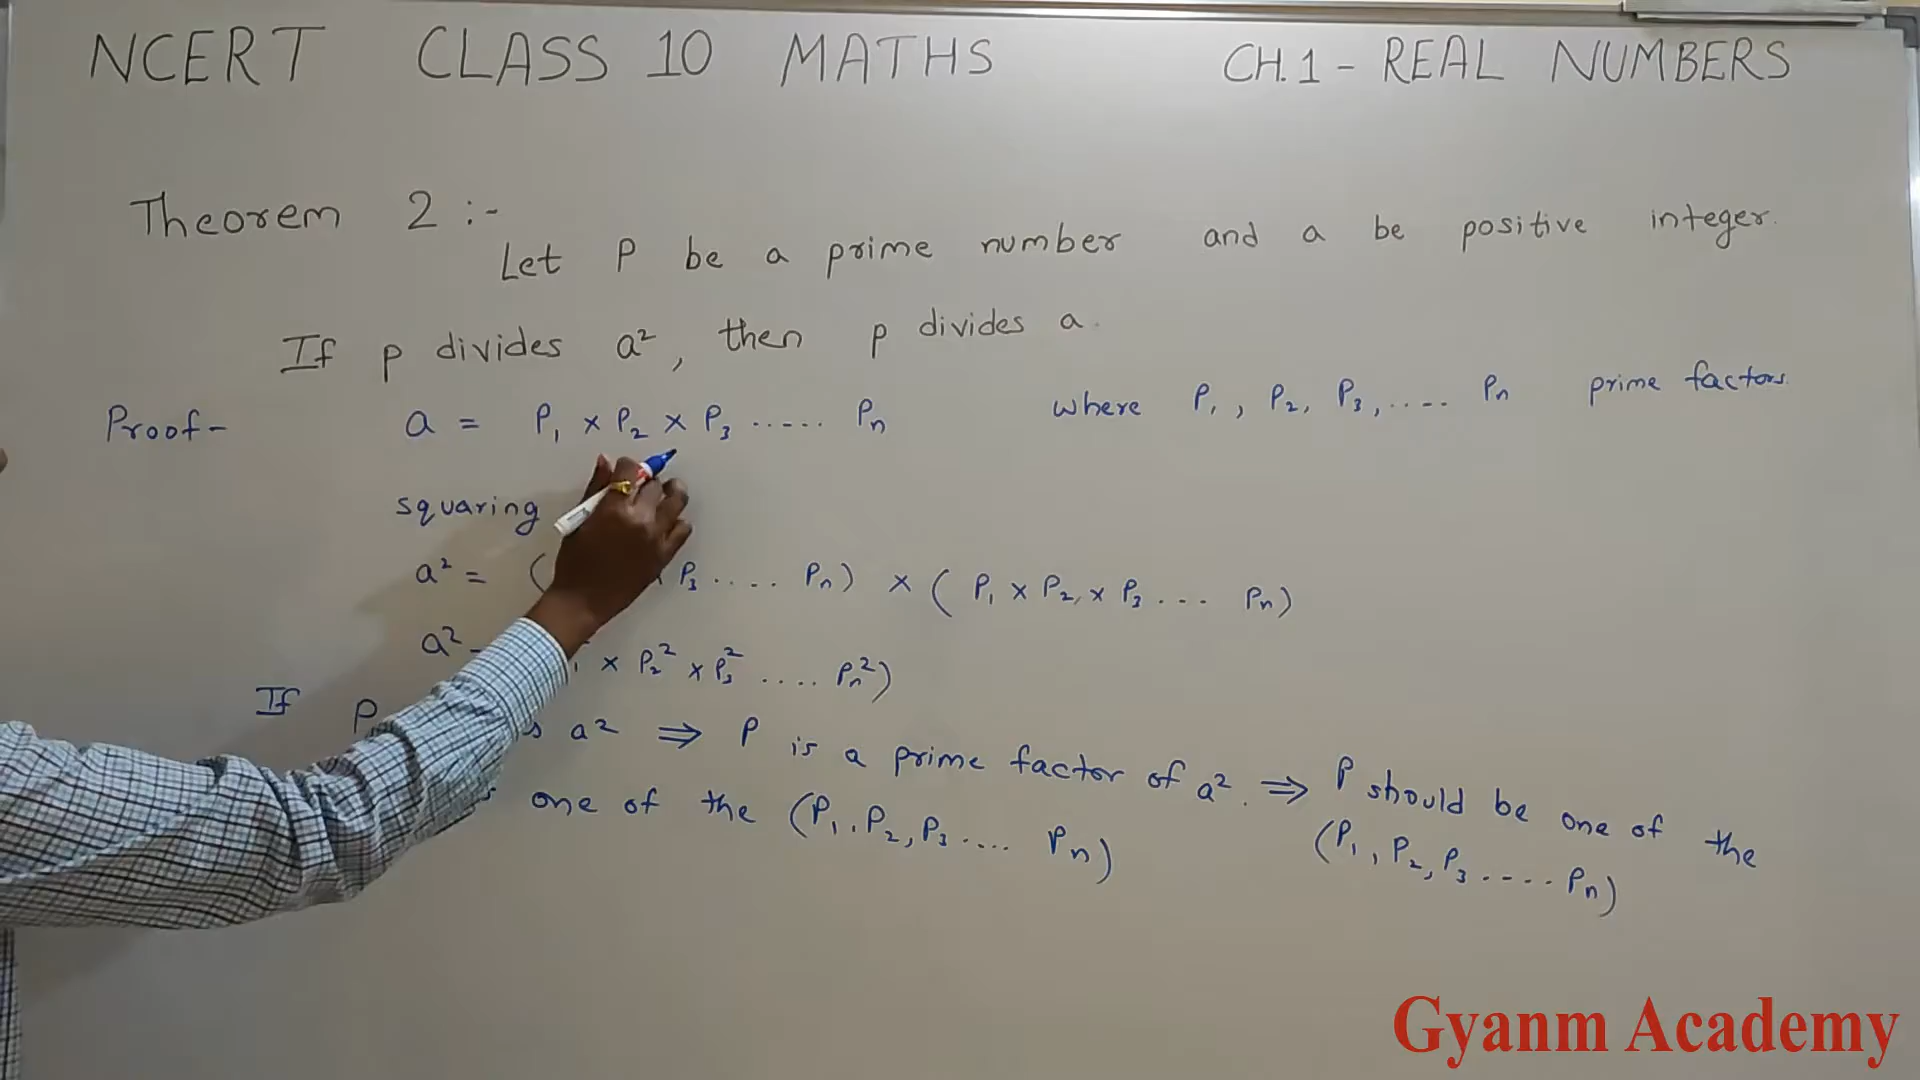 NCERT CLASS 10 MATHS CH.1 - REAL NUMBERS
Theorem 2 :-
Let P be a prime number and a be positive integer.
If p divides a², then p divides a.
Proof - a = P₁ × P₂ × P₃ ..... Pn where P₁, P₂, P₃, .... Pn prime factors.
squaring
a² = ( P₃ .... Pn) × ( P₁ × P₂ × P₃ ... Pn)
a² × P₂² × P₃² .... Pn²)
If P a² ⇒ P is a prime factor of a². ⇒ P should be one of the
(P₁, P₂, P₃ .... Pn)
one of the (P₁, P₂, P₃ .... Pn)
Gyanm Academy